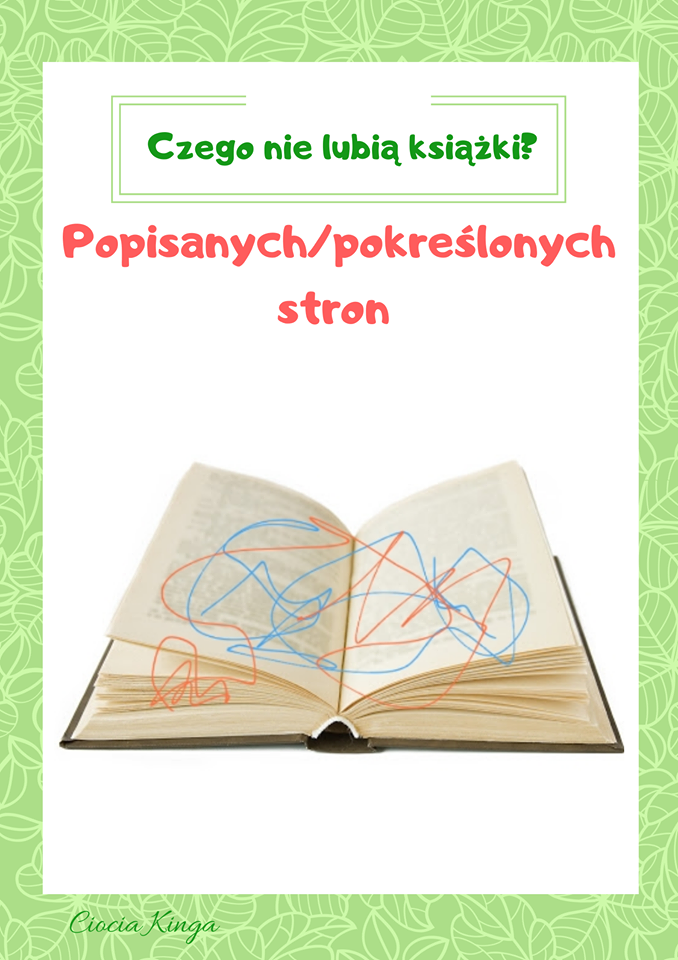 Czego nie lubią książki?
Popisanych/pokreślonych
stron
Ciocia Kinga